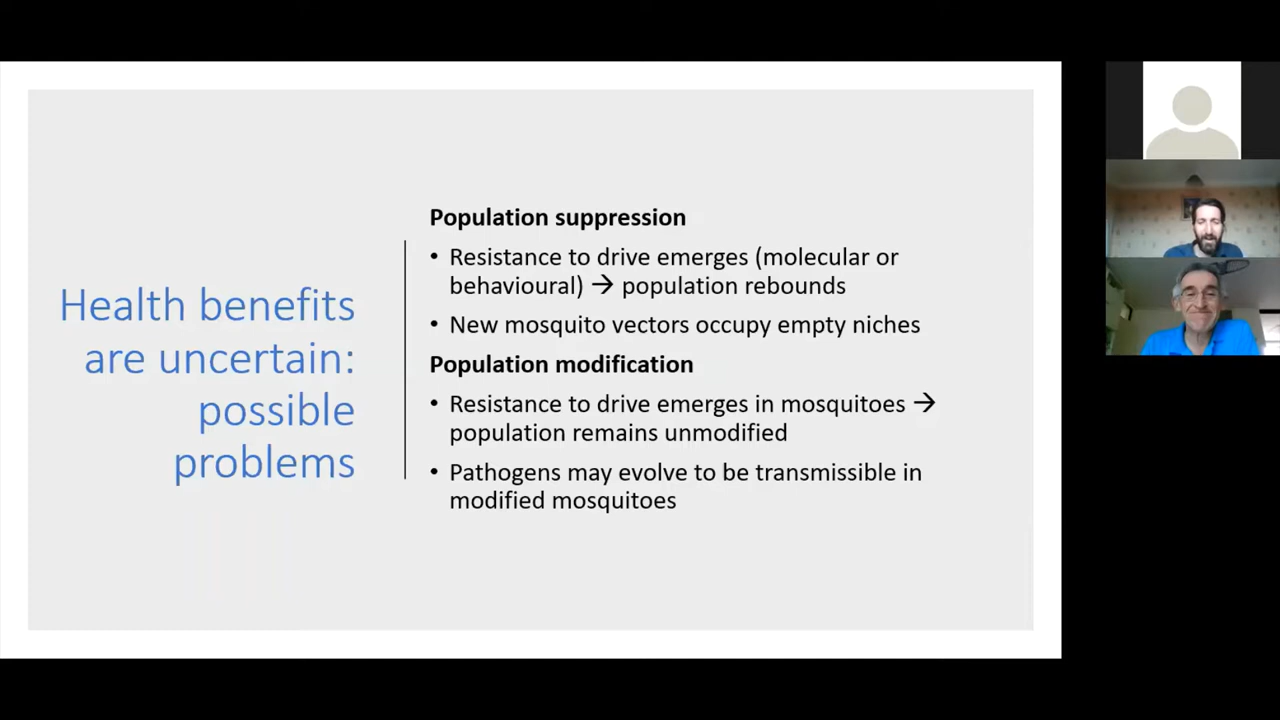 Health benefits
are uncertain:
possible
problems
Population suppression
• Resistance to drive emerges (molecular or
behavioural) → population rebounds
• New mosquito vectors occupy empty niches
Population modification
• Resistance to drive emerges in mosquitoes →
population remains unmodified
• Pathogens may evolve to be transmissible in
modified mosquitoes